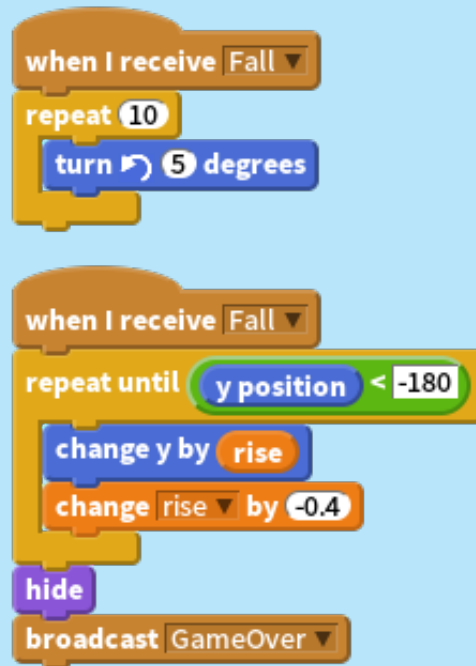 when I receive Fall
repeat 10
turn 5 degrees
when I receive Fall
repeat until y position < -180
change y by rise
change rise by -0.4
hide
broadcast GameOver